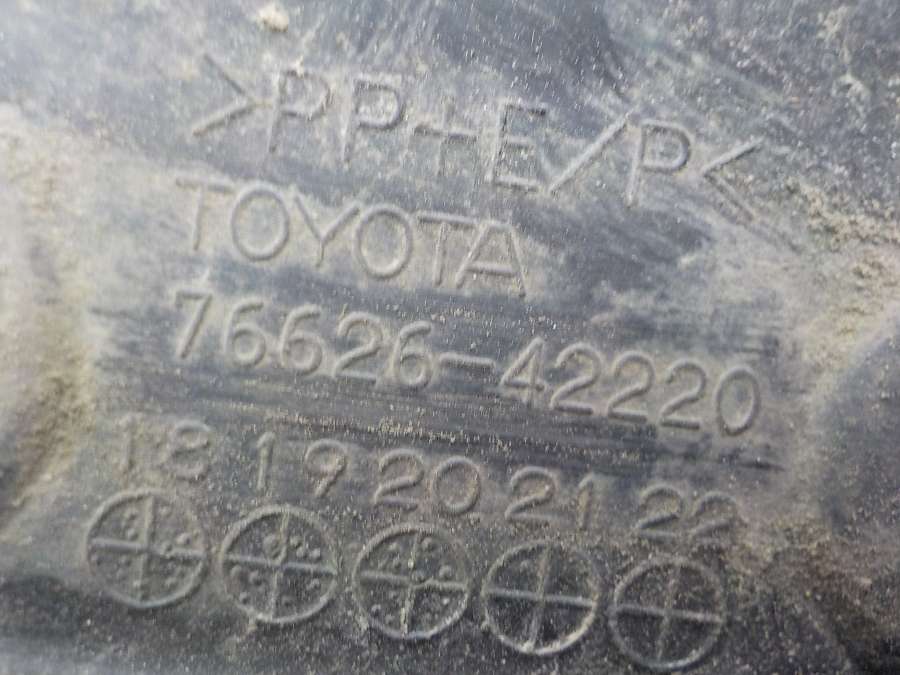 >PP+E/P<
TOYOTA
76626-42220
18 19 20 21 22